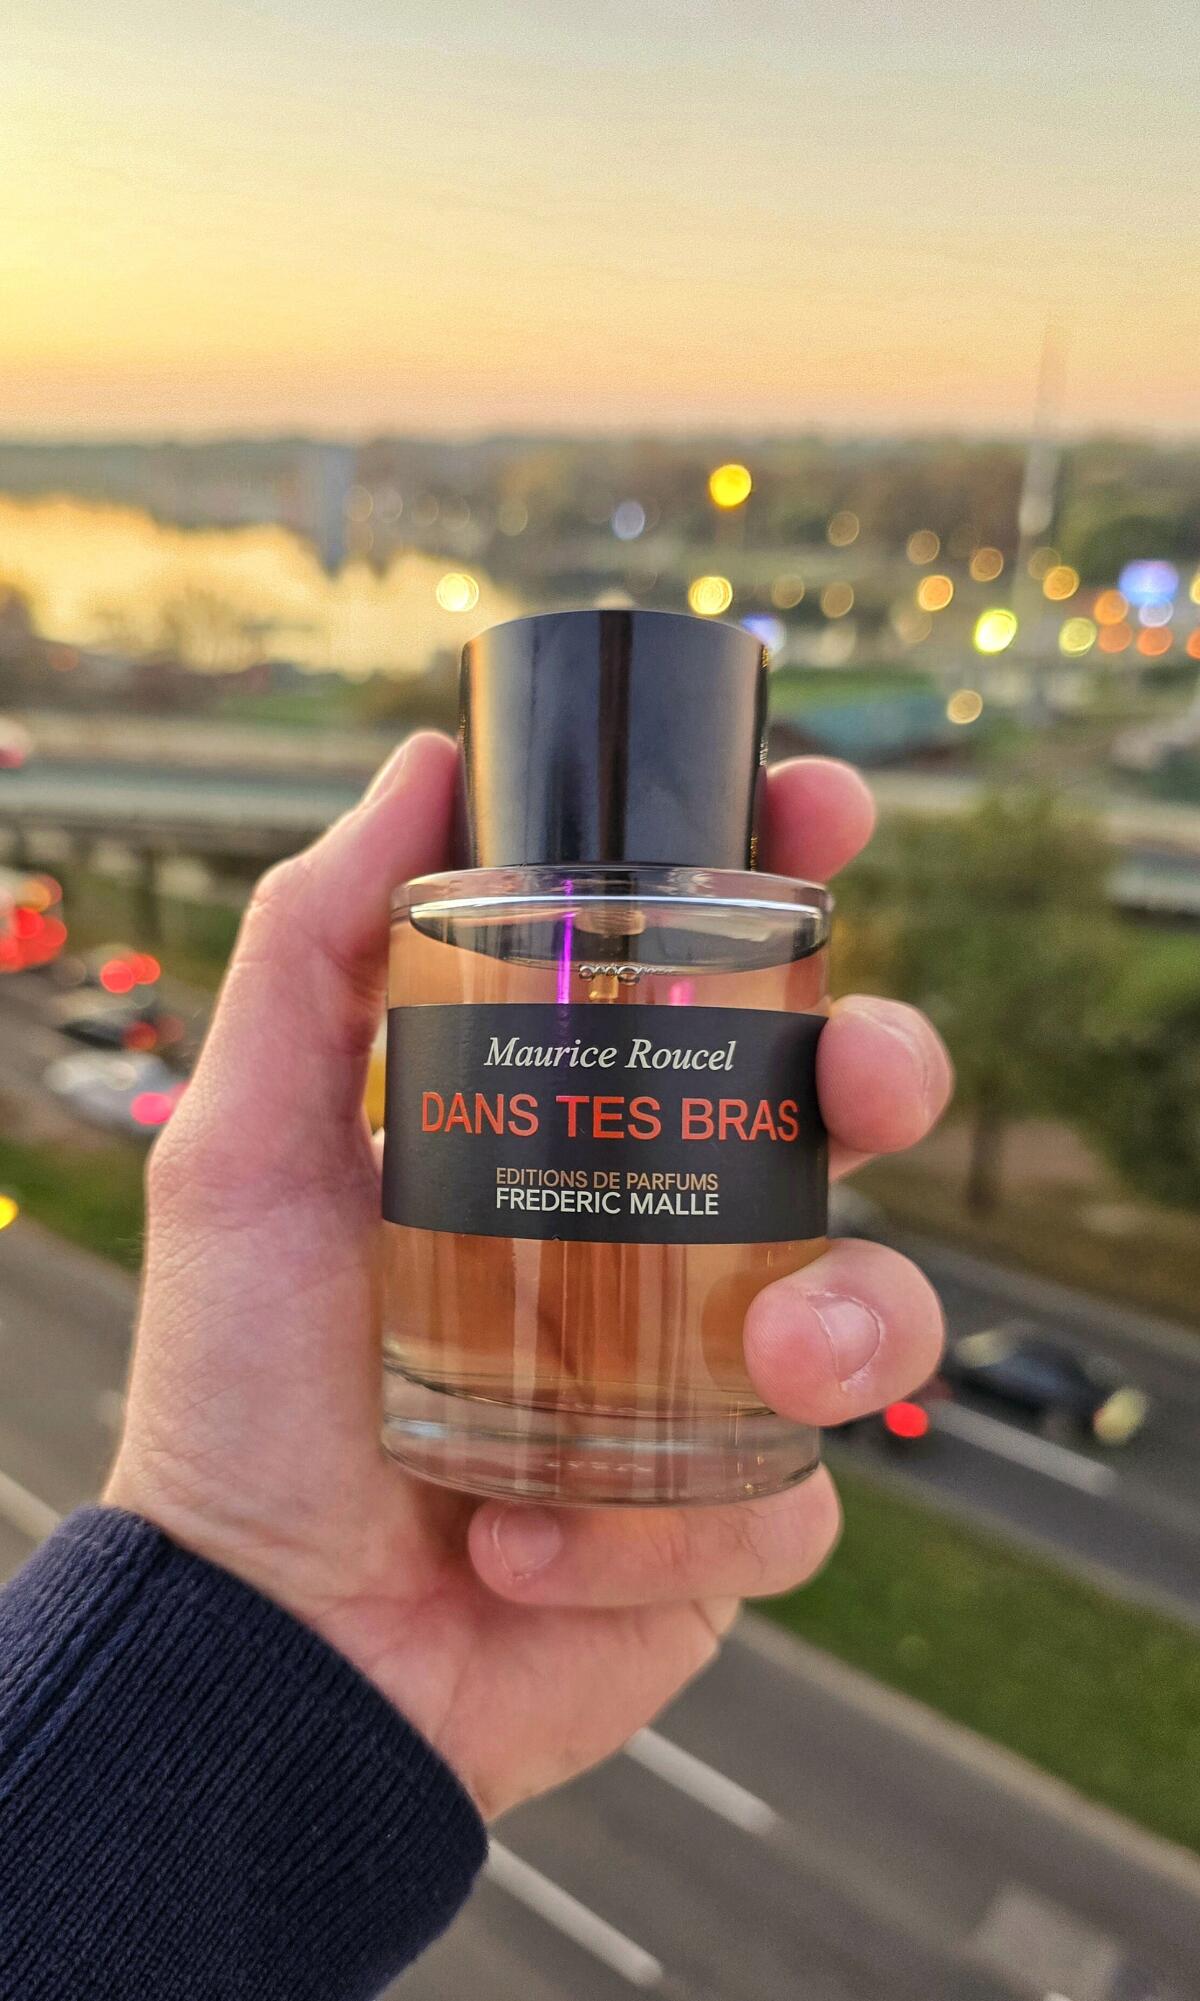 Maurice Roucel
DANS TES BRAS
EDITIONS DE PARFUMS
FREDERIC MALLE